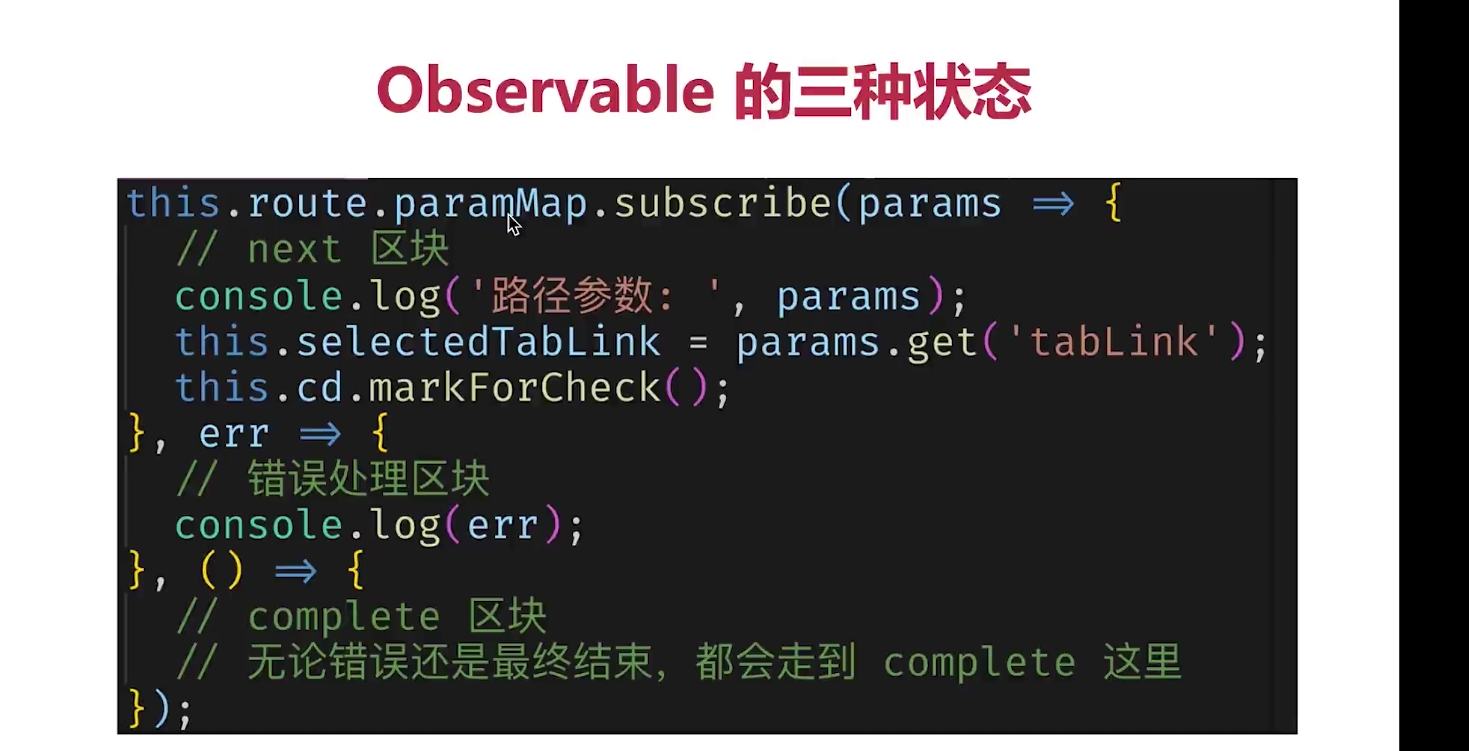 Observable 的三种状态
this.route.paramMap.subscribe(params => {
// next 区块
console.log('路径参数: ', params);
this.selectedTabLink = params.get('tabLink');
this.cd.markForCheck();
}, err => {
// 错误处理区块
console.log(err);
}, () => {
// complete 区块
// 无论错误还是最终结束，都会走到 complete 这里
});